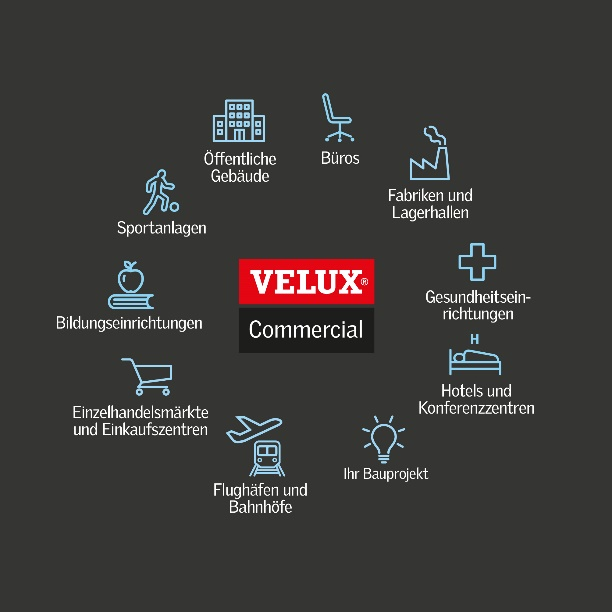 Öffentliche
Gebäude
Büros
Fabriken und
Lagerhallen
Sportanlagen
VELUX®
Commercial
Gesundheitsein-
richtungen
Bildungseinrichtungen
H
Hotels und
Konferenzzentren
Einzelhandelsmärkte
und Einkaufszentren
Ihr Bauprojekt
Flughäfen und
Bahnhöfe